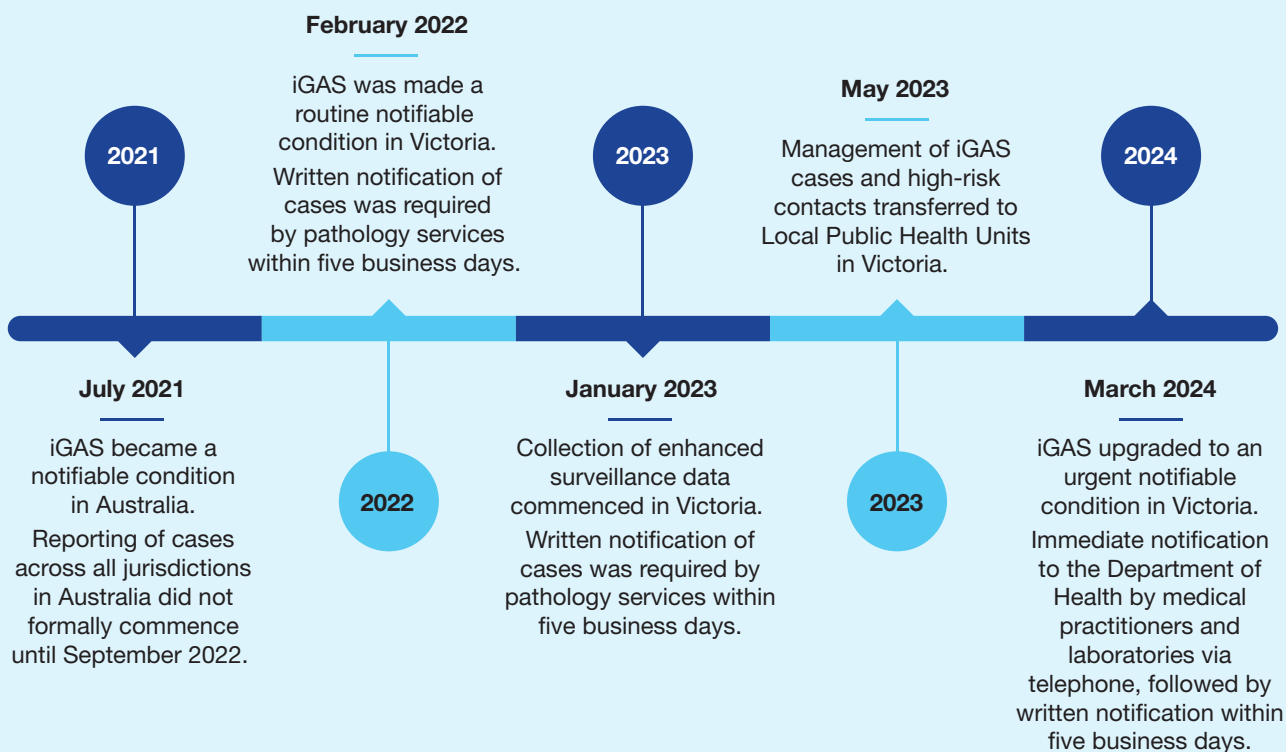 February 2022
iGAS was made a
routine notifiable
condition in Victoria.
Written notification of
cases was required
by pathology services
within five business days.
May 2023
Management of iGAS
cases and high-risk
contacts transferred to
Local Public Health Units
in Victoria.
2021
2023
2024
July 2021
iGAS became a
notifiable condition
in Australia.
Reporting of cases
across all jurisdictions
in Australia did not
formally commence
until September 2022.
2022
January 2023
Collection of enhanced
surveillance data
commenced in Victoria.
Written notification of
cases was required by
pathology services within
five business days.
2023
March 2024
iGAS upgraded to an
urgent notifiable
condition in Victoria.
Immediate notification
to the Department of
Health by medical
practitioners and
laboratories via
telephone, followed by
written notification within
five business days.